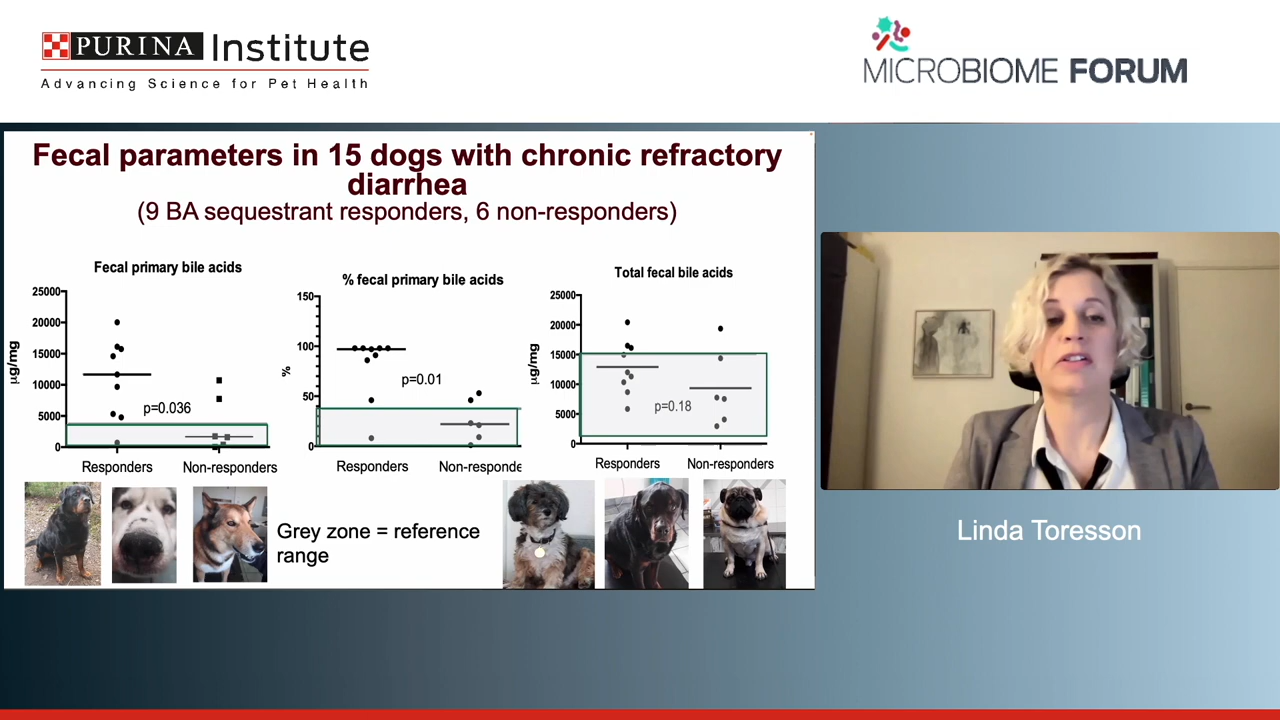 PURINA Institute
Advancing Science for Pet Health
MICROBIOME FORUM
Fecal parameters in 15 dogs with chronic refractory
diarrhea
(9 BA sequestrant responders, 6 non-responders)
Fecal primary bile acids
25000
20000
15000
10000
5000
0
µg/mg
p=0.036
Responders
Non-responders
% fecal primary bile acids
150
100
50
0
%
p=0.01
Responders
Non-responde
Total fecal bile acids
25000
20000
15000
10000
5000
0
µg/mg
p=0.18
Responders
Non-responders
Grey zone = reference
range
Linda Toresson